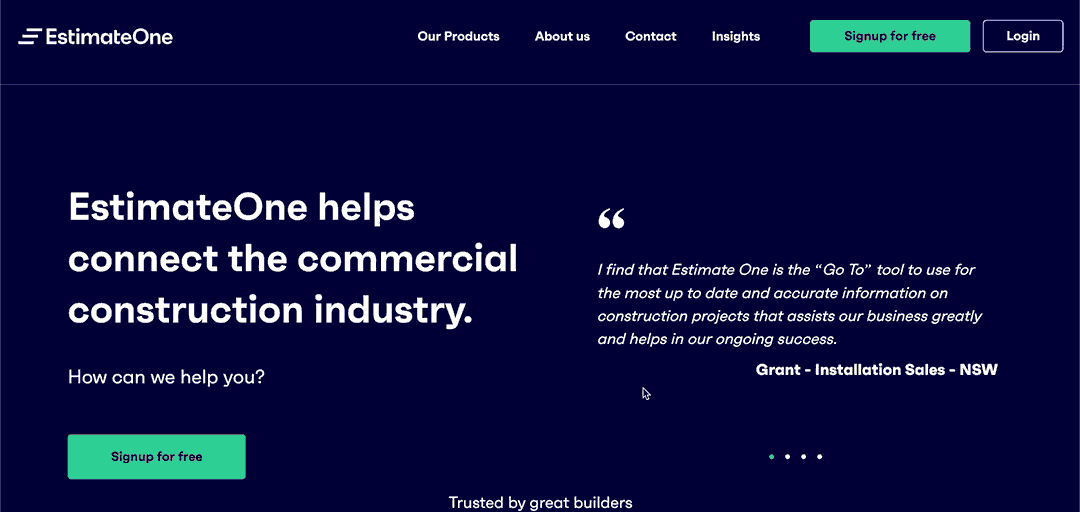 EstimateOne
Our Products
About us
Contact
Insights
Signup for free
Login
EstimateOne helps
connect the commercial
construction industry.
How can we help you?
Signup for free
“
I find that Estimate One is the “Go To” tool to use for
the most up to date and accurate information on
construction projects that assists our business greatly
and helps in our ongoing success.
Grant - Installation Sales - NSW
Trusted by great builders